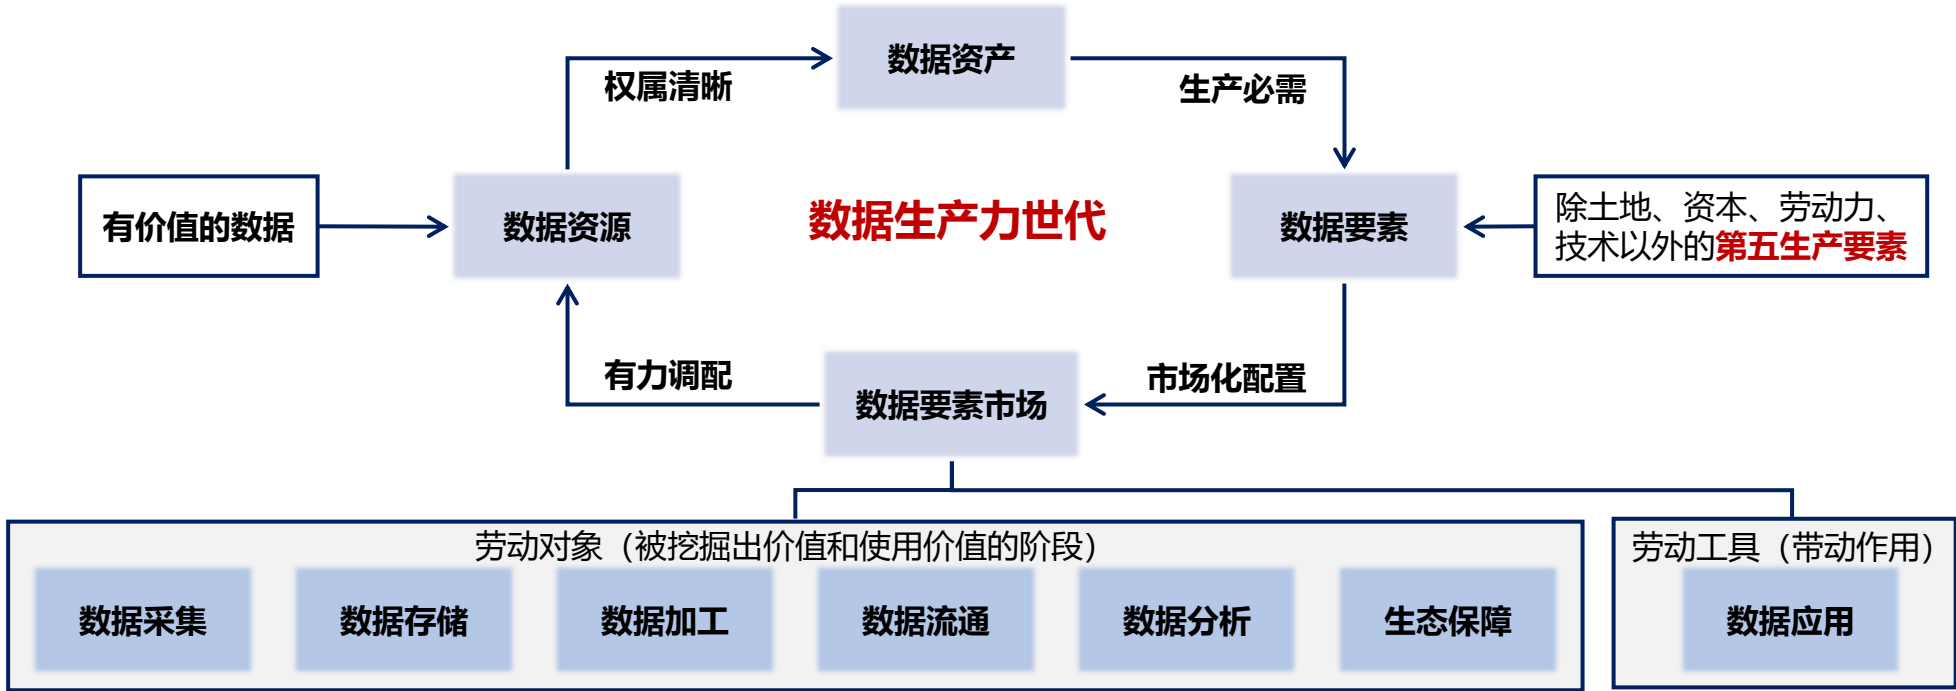 数据资产
权属清晰
生产必需
有价值的数据
数据资源
数据生产力世代
数据要素
除土地、资本、劳动力、
技术以外的第五生产要素
有力调配
数据要素市场
市场化配置
劳动对象（被挖掘出价值和使用价值的阶段）
数据采集
数据存储
数据加工
数据流通
数据分析
生态保障
劳动工具（带动作用）
数据应用